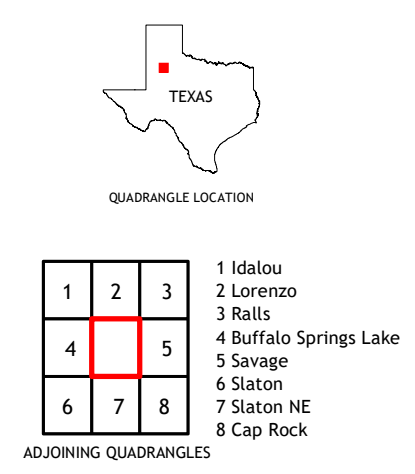 TEXAS
QUADRANGLE LOCATION
1 2 3
4 5
6 7 8
ADJOINING QUADRANGLES
1 Idalou
2 Lorenzo
3 Ralls
4 Buffalo Springs Lake
5 Savage
6 Slaton
7 Slaton NE
8 Cap Rock